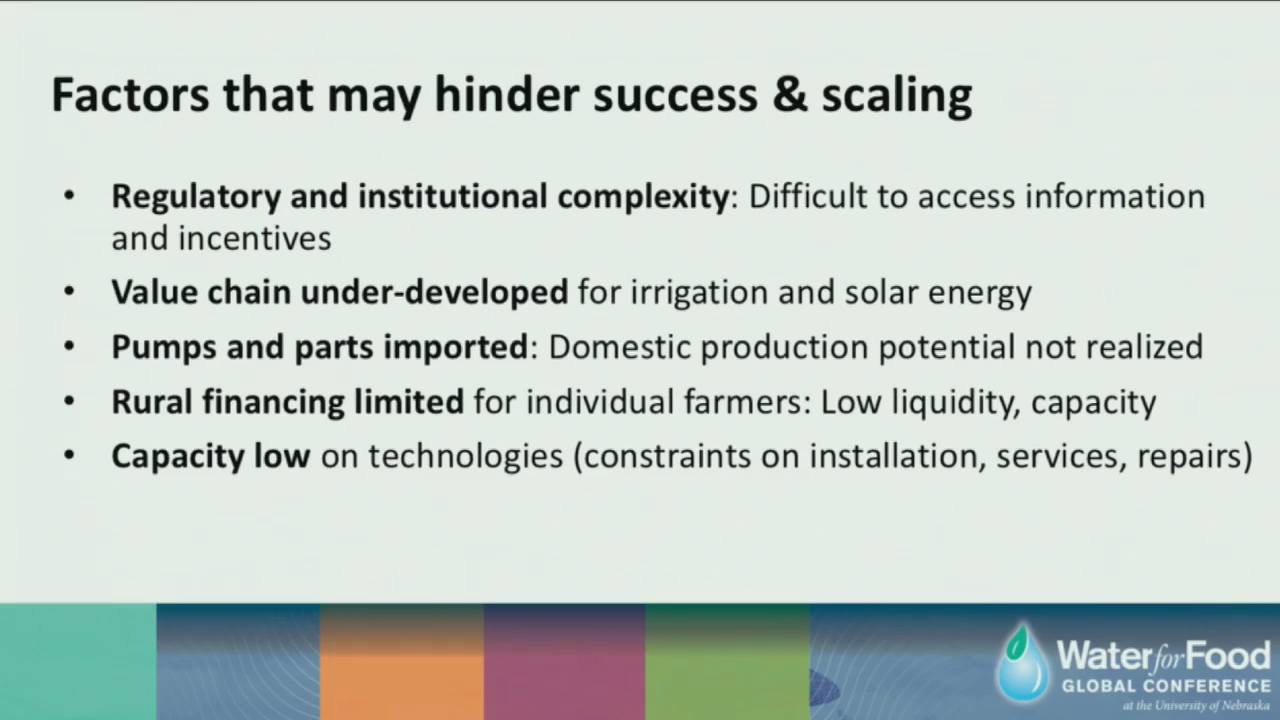 Factors that may hinder success & scaling
• Regulatory and institutional complexity: Difficult to access information
and incentives
• Value chain under-developed for irrigation and solar energy
• Pumps and parts imported: Domestic production potential not realized
• Rural financing limited for individual farmers: Low liquidity, capacity
• Capacity low on technologies (constraints on installation, services, repairs)
Water for Food
GLOBAL CONFERENCE
at the University of Nebraska